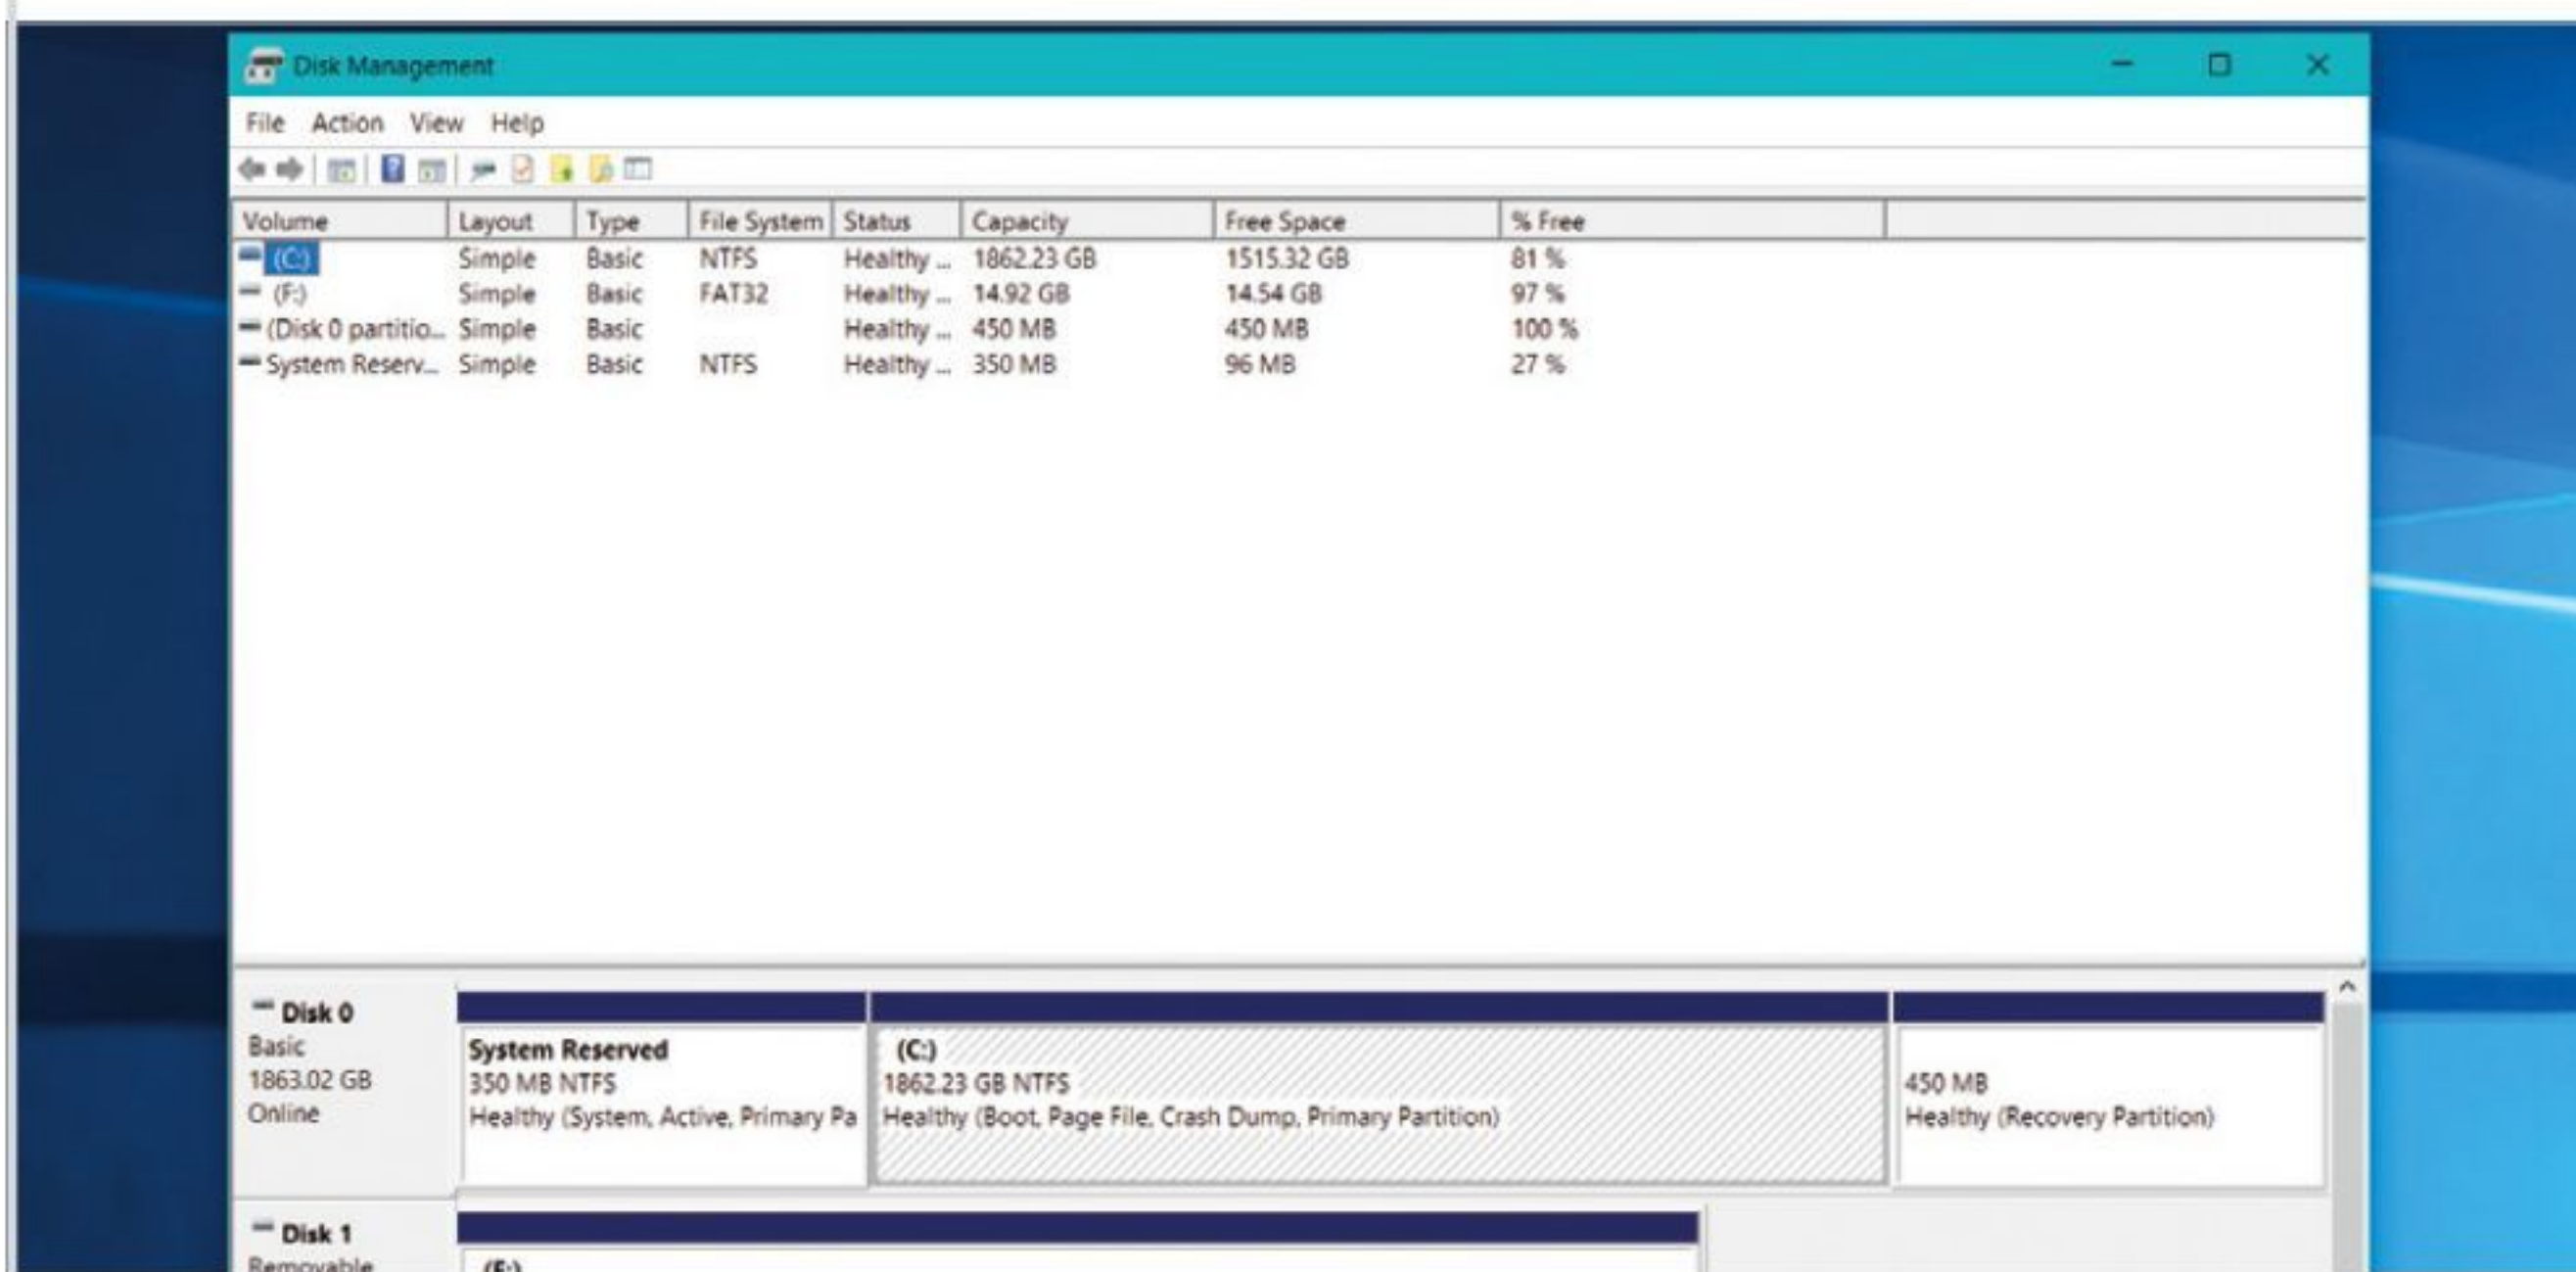 Disk Management
File Action View Help
Volume Layout Type File System Status Capacity Free Space % Free
(C:) Simple Basic NTFS Healthy ... 1862.23 GB 1515.32 GB 81 %
(F:) Simple Basic FAT32 Healthy ... 14.92 GB 14.54 GB 97 %
(Disk 0 partitio... Simple Basic Healthy ... 450 MB 450 MB 100 %
System Reserv... Simple Basic NTFS Healthy ... 350 MB 96 MB 27 %
Disk 0
Basic
1863.02 GB
Online
System Reserved
350 MB NTFS
Healthy (System, Active, Primary Pa
(C:)
1862.23 GB NTFS
Healthy (Boot, Page File, Crash Dump, Primary Partition)
450 MB
Healthy (Recovery Partition)
Disk 1
Removable
(F:)